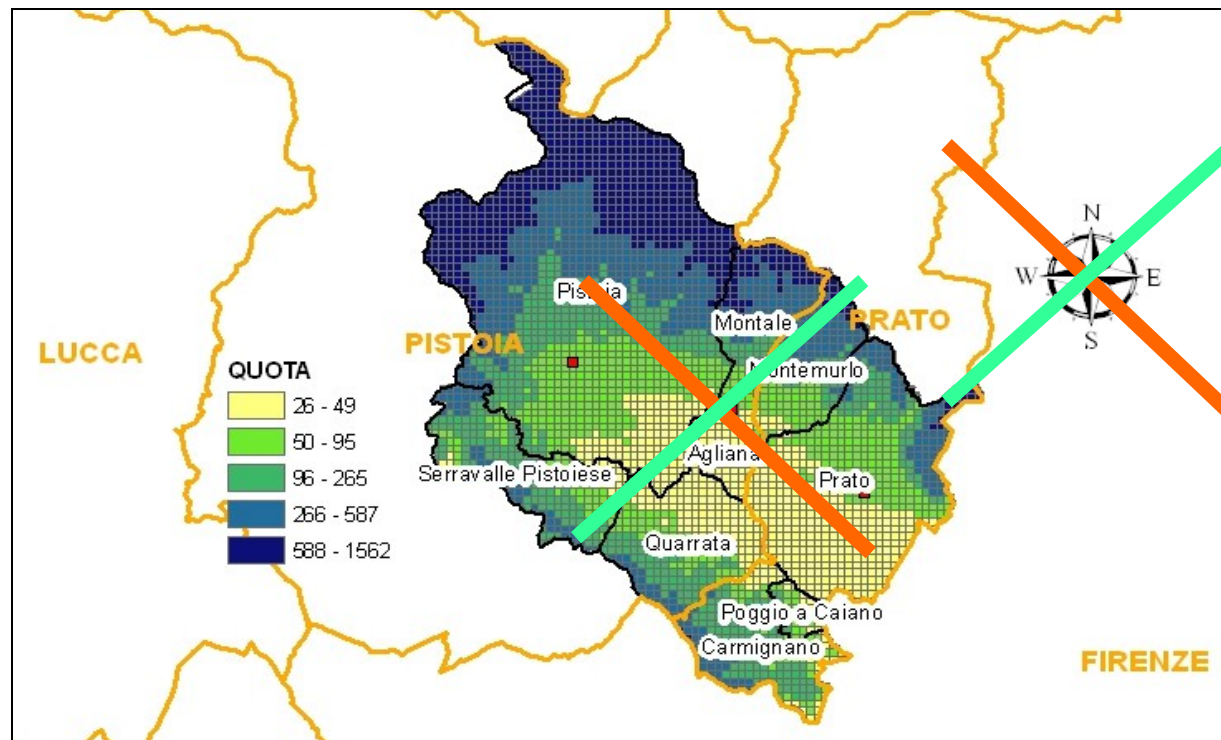 N
W
E
S
Pistoia
Montale
PRATO
PISTOIA
LUCCA
Montemurlo
QUOTA
26 - 49
50 - 95
96 - 265
266 - 587
588 - 1562
Agliana
Serravalle Pistoiese
Prato
Quarrata
Poggio a Caiano
Carmignano
FIRENZE